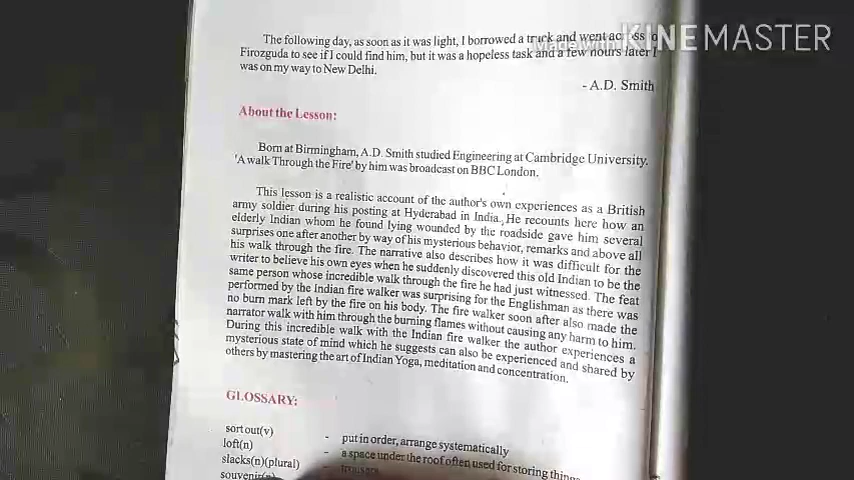 KINEMASTER
Made with
The following day, as soon as it was light, I borrowed a truck and went across to
Firozguda to see if I could find him, but it was a hopeless task and a few hours later I
was on my way to New Delhi.
- A.D. Smith
About the Lesson:
Born at Birmingham, A.D. Smith studied Engineering at Cambridge University.
'A walk Through the Fire' by him was broadcast on BBC London.
This lesson is a realistic account of the author's own experiences as a British
army soldier during his posting at Hyderabad in India. He recounts here how an
elderly Indian whom he found lying wounded by the roadside gave him several
surprises one after another by way of his mysterious behavior, remarks and above all
his walk through the fire. The narrative also describes how it was difficult for the
writer to believe his own eyes when he suddenly discovered this old Indian to be the
same person whose incredible walk through the fire he had just witnessed. The feat
performed by the Indian fire walker was surprising for the Englishman as there was
no burn mark left by the fire on his body. The fire walker soon after also made the
narrator walk with him through the burning flames without causing any harm to him.
During this incredible walk with the Indian fire walker the author experiences a
mysterious state of mind which he suggests can also be experienced and shared by
others by mastering the art of Indian Yoga, meditation and concentration.
GLOSSARY:
sort out(v) - put in order, arrange systematically
loft(n) - a space under the roof often used for storing things
slacks(n)(plural) - trousers
souvenir(n)